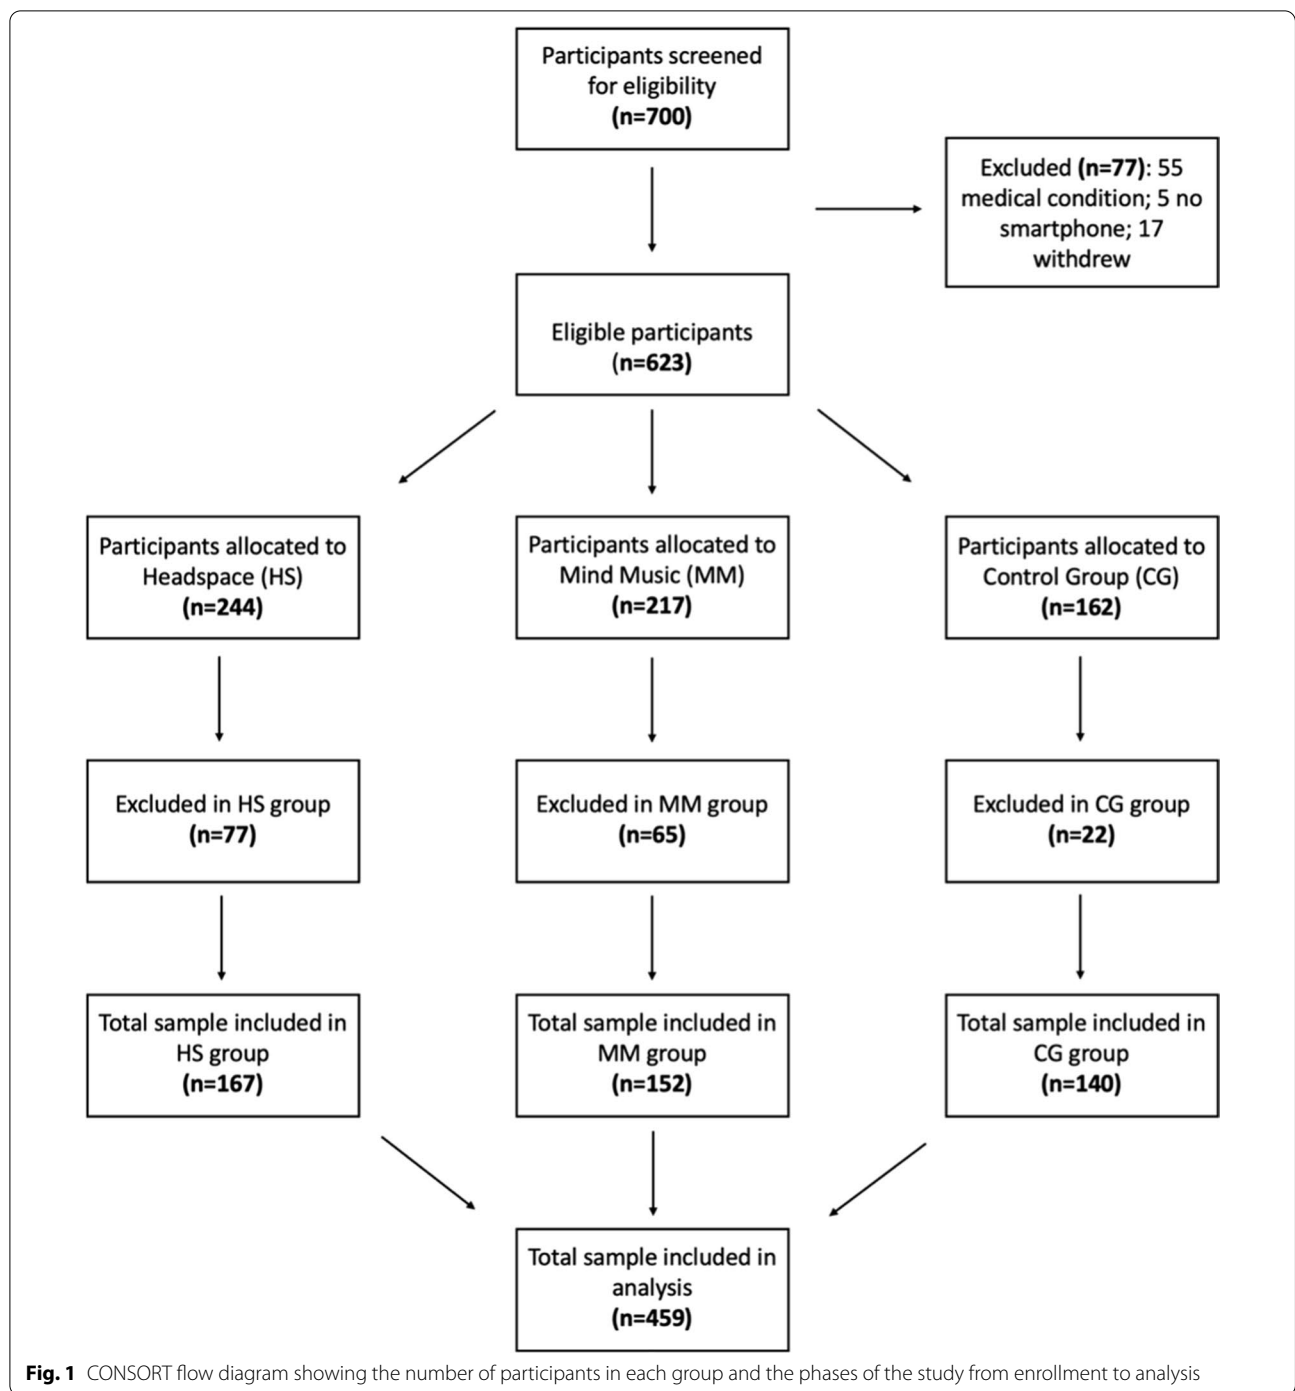 Participants screened
for eligibility
(n=700)
Excluded (n=77): 55
medical condition; 5 no
smartphone; 17
withdrew
Eligible participants
(n=623)
Participants allocated to
Headspace (HS)
(n=244)
Participants allocated to
Mind Music (MM)
(n=217)
Participants allocated to
Control Group (CG)
(n=162)
Excluded in HS group
(n=77)
Excluded in MM group
(n=65)
Excluded in CG group
(n=22)
Total sample included in
HS group
(n=167)
Total sample included in
MM group
(n=152)
Total sample included in
CG group
(n=140)
Total sample included in
analysis
(n=459)
Fig. 1 CONSORT flow diagram showing the number of participants in each group and the phases of the study from enrollment to analysis